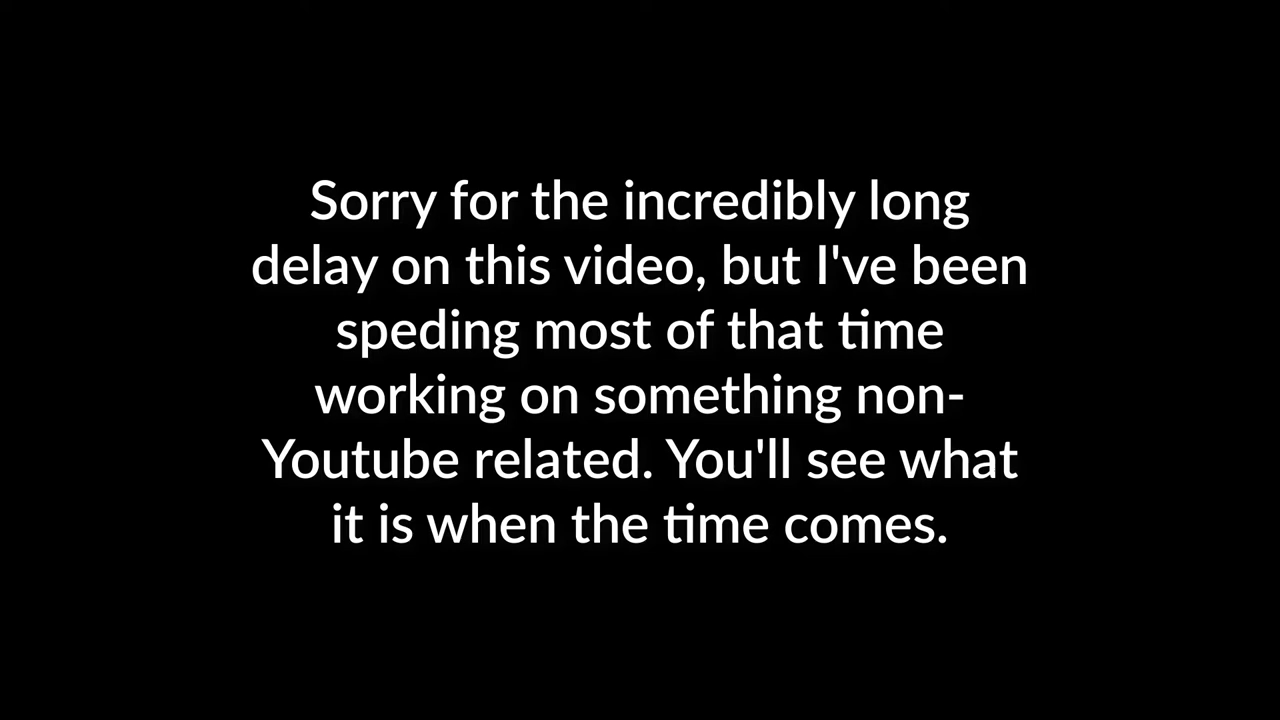 Sorry for the incredibly long
delay on this video, but I've been
speding most of that time
working on something non-
Youtube related. You'll see what
it is when the time comes.